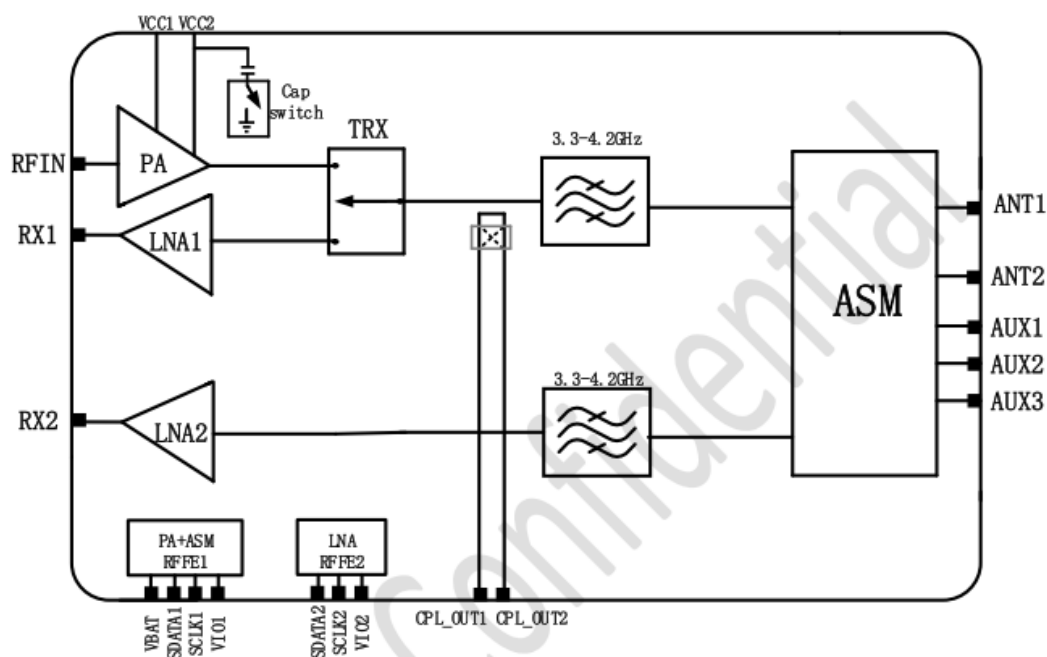 VCC1 VCC2
Cap
switch
TRX
3.3-4.2GHz
RFIN
PA
ANT1
RX1
LNA1
ANT2
ASM
AUX1
AUX2
3.3-4.2GHz
AUX3
RX2
LNA2
PA+ASM
RFFE1
LNA
RFFE2
VBAT
SDATA1
SCLK1
VIO1
SDATA2
SCLK2
VIO2
CPL_OUT1 CPL_OUT2
Confidential